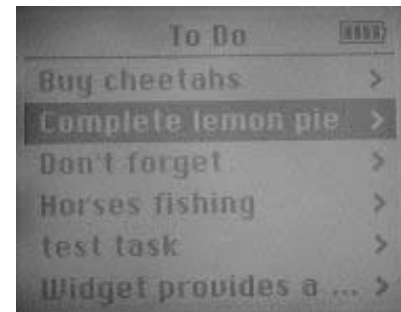 To Do
Buy cheetahs >
Complete lemon pie >
Don't forget >
Horses fishing >
test task >
Widget provides a ... >